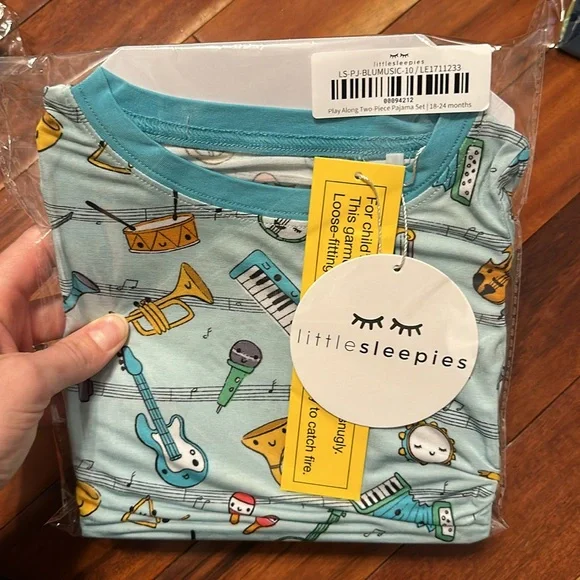 littlesleepies
LS-PJ-BLUMUSIC-10 / LE1711233
00094212
Play Along Two-Piece Pajama Set | 18-24 months
For child
This garm
Loose-fitting
snugly.
to catch fire.
littlesleepies